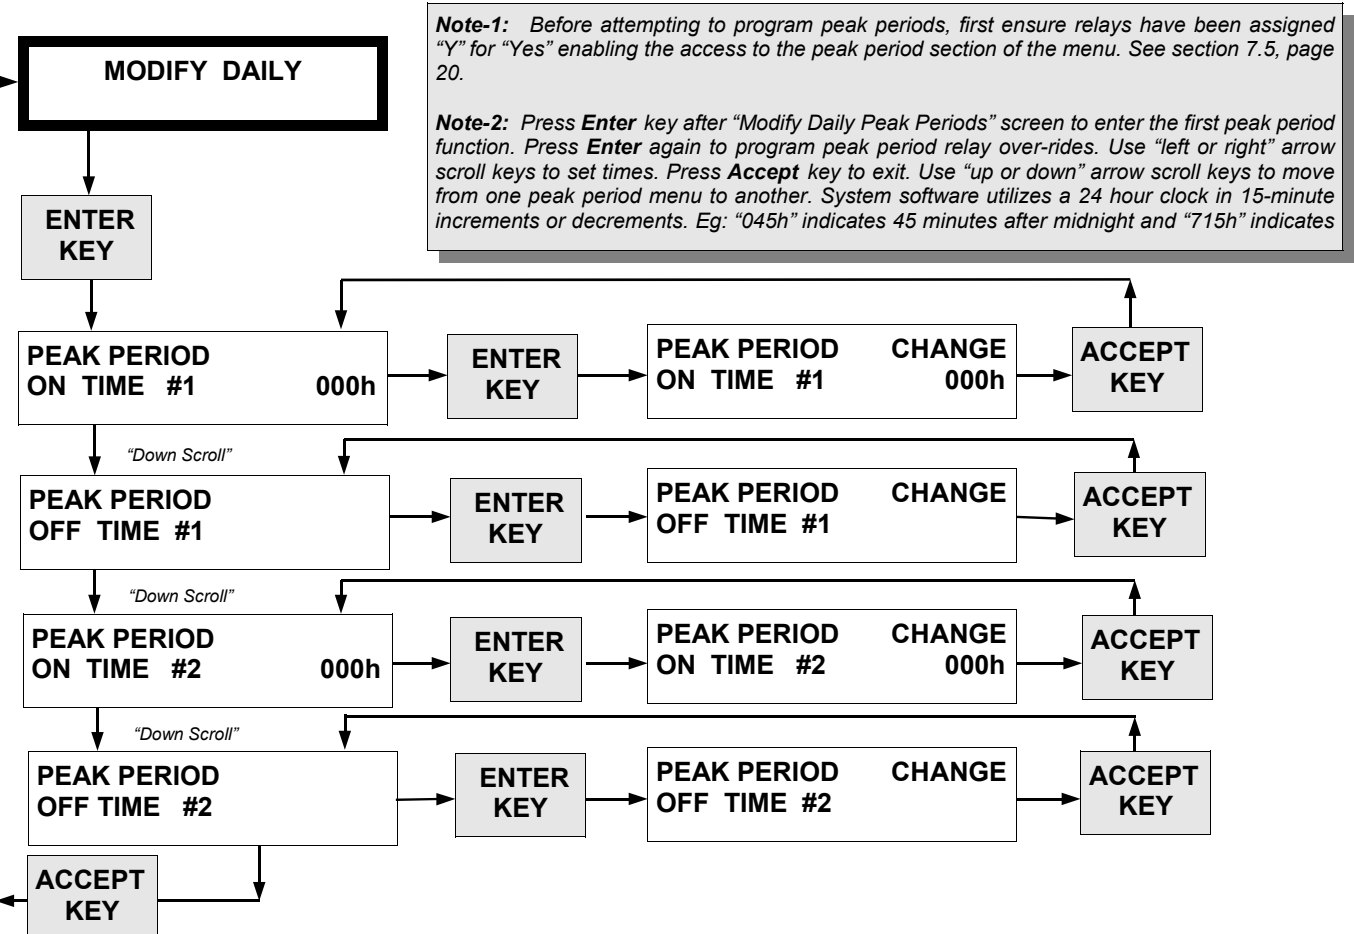 MODIFY DAILY
Note-1: Before attempting to program peak periods, first ensure relays have been assigned
“Y” for “Yes” enabling the access to the peak period section of the menu. See section 7.5, page
20.
Note-2: Press Enter key after “Modify Daily Peak Periods” screen to enter the first peak period
function. Press Enter again to program peak period relay over-rides. Use “left or right” arrow
scroll keys to set times. Press Accept key to exit. Use “up or down” arrow scroll keys to move
from one peak period menu to another. System software utilizes a 24 hour clock in 15-minute
increments or decrements. Eg: “045h” indicates 45 minutes after midnight and “715h” indicates
ENTER
KEY
PEAK PERIOD
ON TIME #1 000h
ENTER
KEY
PEAK PERIOD CHANGE
ON TIME #1 000h
ACCEPT
KEY
“Down Scroll”
PEAK PERIOD
OFF TIME #1
ENTER
KEY
PEAK PERIOD CHANGE
OFF TIME #1
ACCEPT
KEY
“Down Scroll”
PEAK PERIOD
ON TIME #2 000h
ENTER
KEY
PEAK PERIOD CHANGE
ON TIME #2 000h
ACCEPT
KEY
“Down Scroll”
PEAK PERIOD
OFF TIME #2
ENTER
KEY
PEAK PERIOD CHANGE
OFF TIME #2
ACCEPT
KEY
ACCEPT
KEY